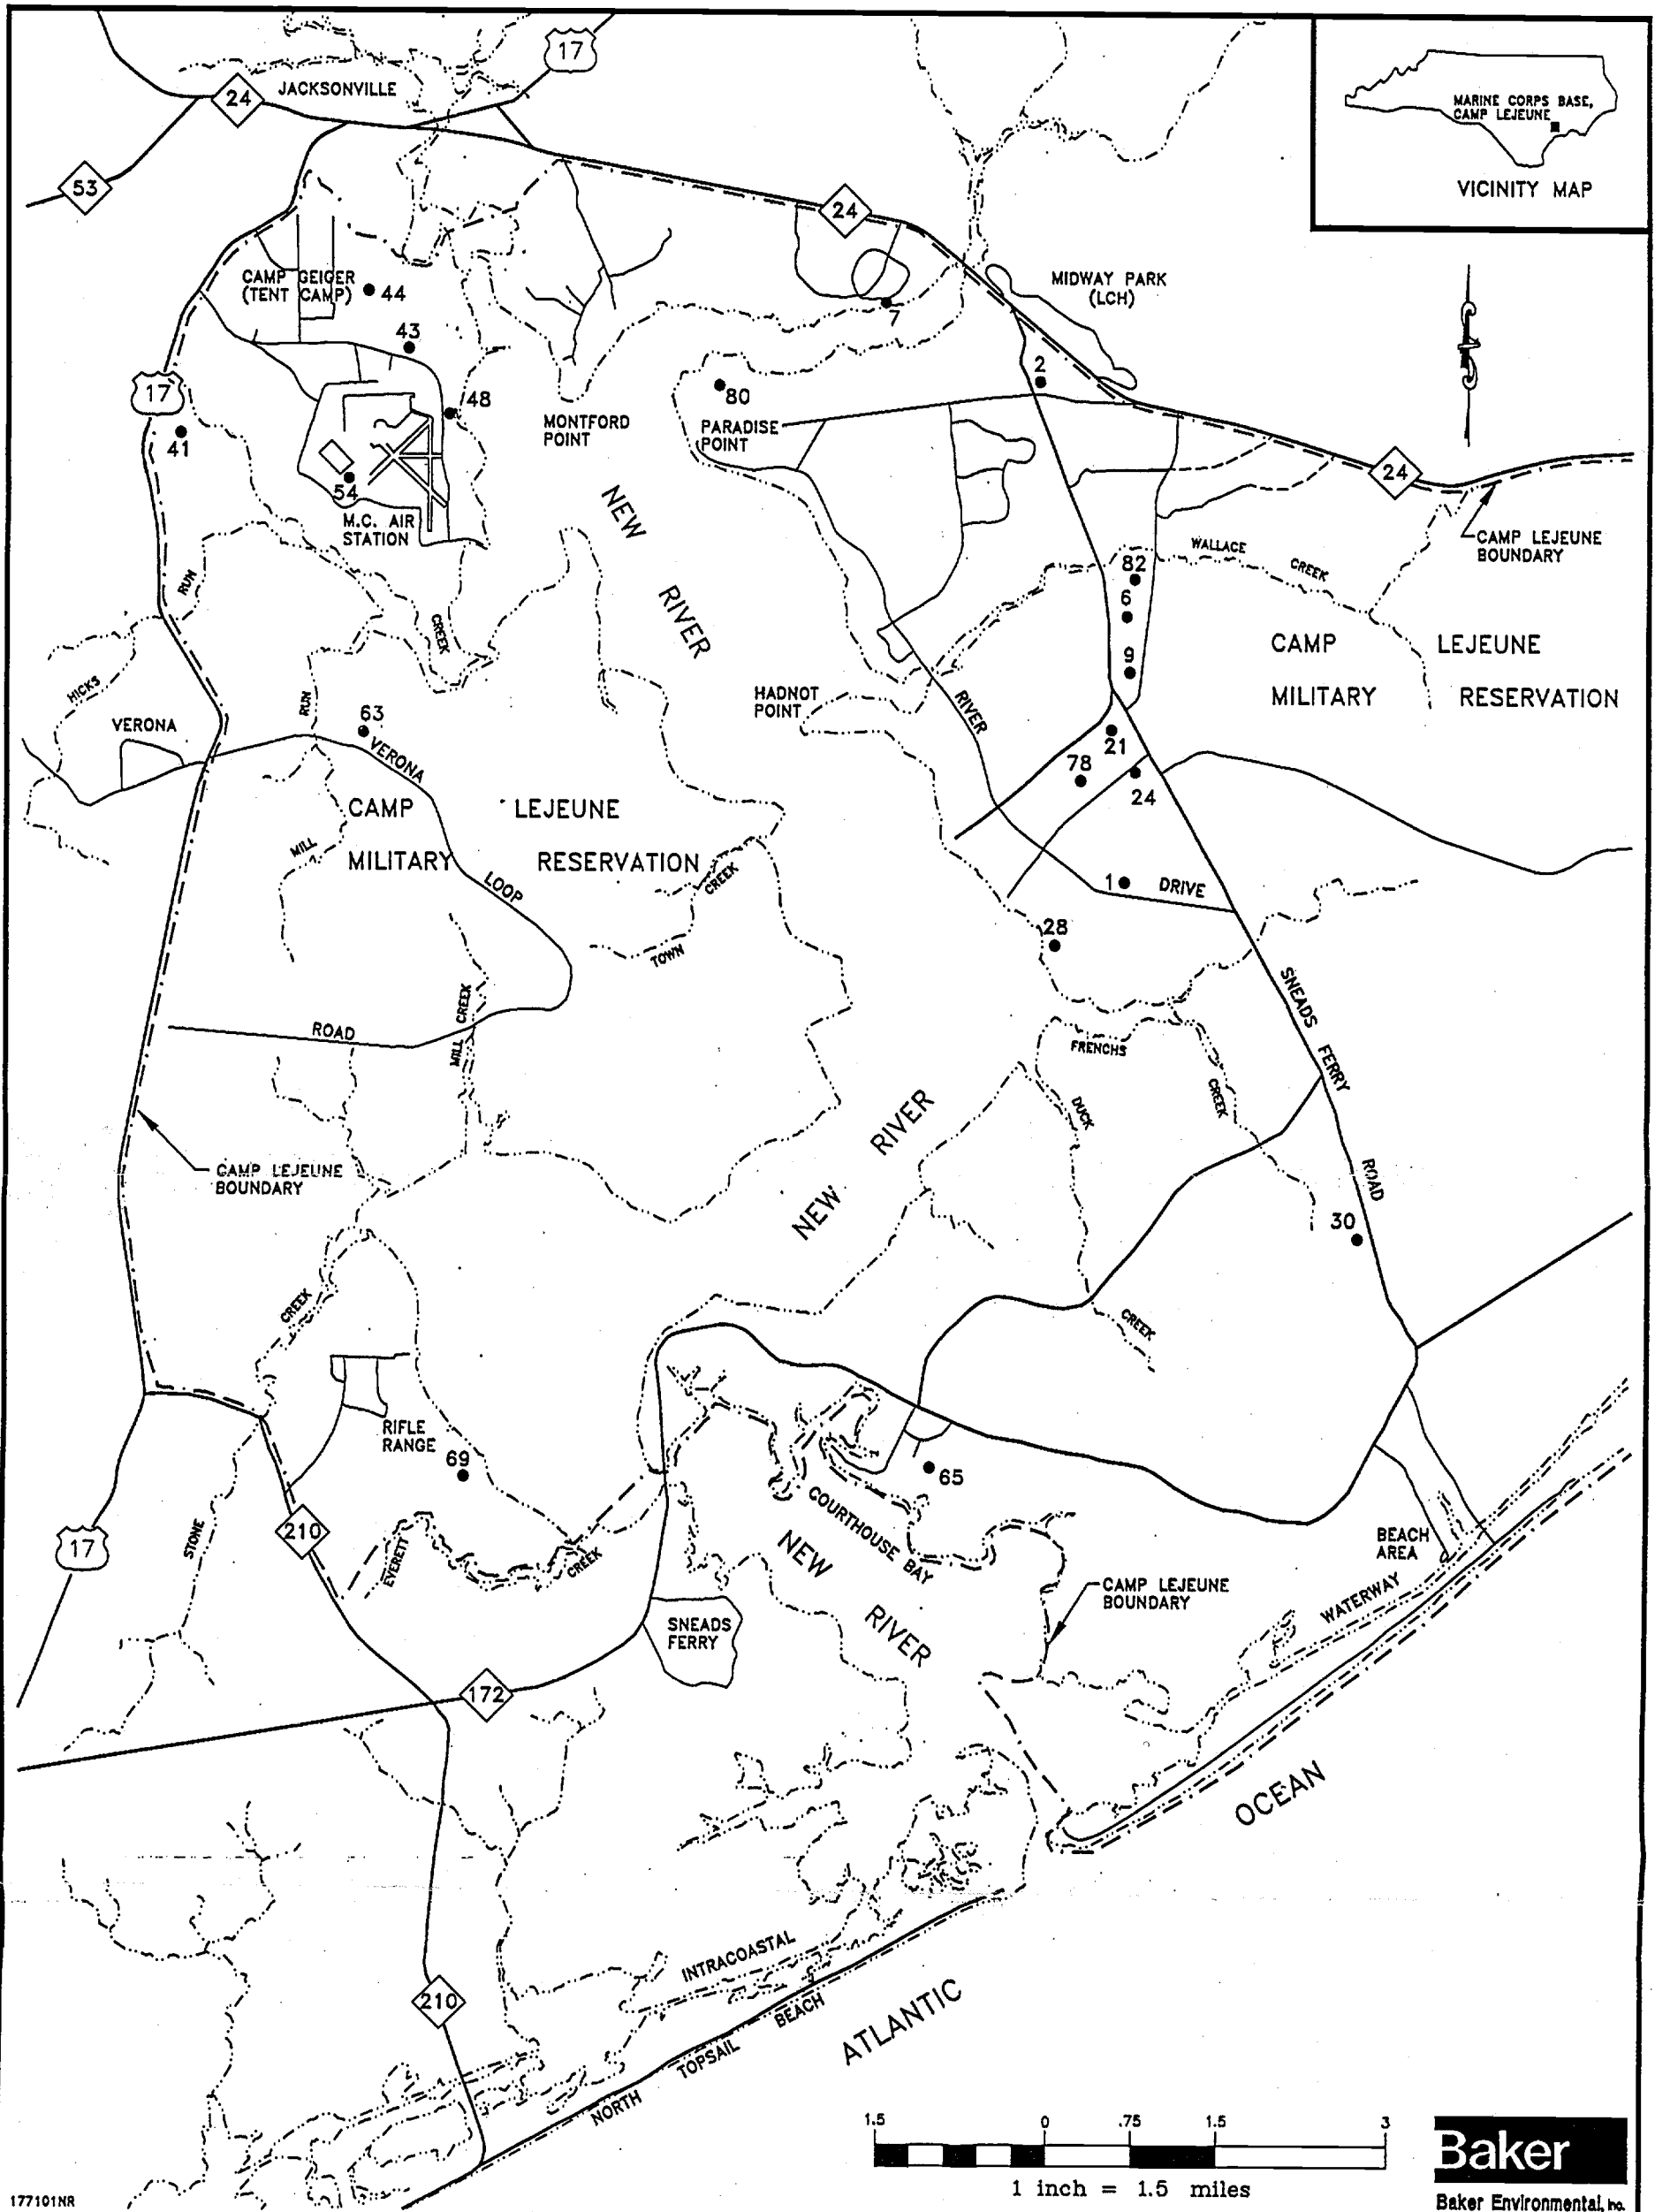 17
24
JACKSONVILLE
MARINE CORPS BASE,
CAMP LEJEUNE
VICINITY MAP
53
24
CAMP GEIGER
(TENT CAMP)
44
MIDWAY PARK
(LCH)
7
43
2
17
80
48
MONTFORD
POINT
PARADISE
POINT
41
24
54
M.C. AIR
STATION
NEW
RIVER
CAMP LEJEUNE
BOUNDARY
WALLACE
CREEK
82
RUN
6
CREEK
CAMP LEJEUNE
MILITARY RESERVATION
9
HICKS
HADNOT
POINT
RIVER
RUN
63
VERONA
VERONA
21
78
24
CAMP LEJEUNE
MILITARY RESERVATION
MILL
LOOP
CREEK
TOWN
1
DRIVE
28
SNEADS
FERRY
ROAD
MILL CREEK
ROAD
FRENCHS
CREEK
DUCK
CREEK
RIVER
NEW
CAMP LEJEUNE
BOUNDARY
30
CREEK
RIFLE
RANGE
69
65
COURTHOUSE BAY
210
17
STONE
EVERETT
CREEK
NEW
RIVER
BEACH
AREA
WATERWAY
CAMP LEJEUNE
BOUNDARY
SNEADS
FERRY
172
OCEAN
INTRACOASTAL
210
NORTH TOPSAIL BEACH
ATLANTIC
1.5 0 .75 1.5 3
1 inch = 1.5 miles
Baker
Baker Environmental, Inc.
177101NR